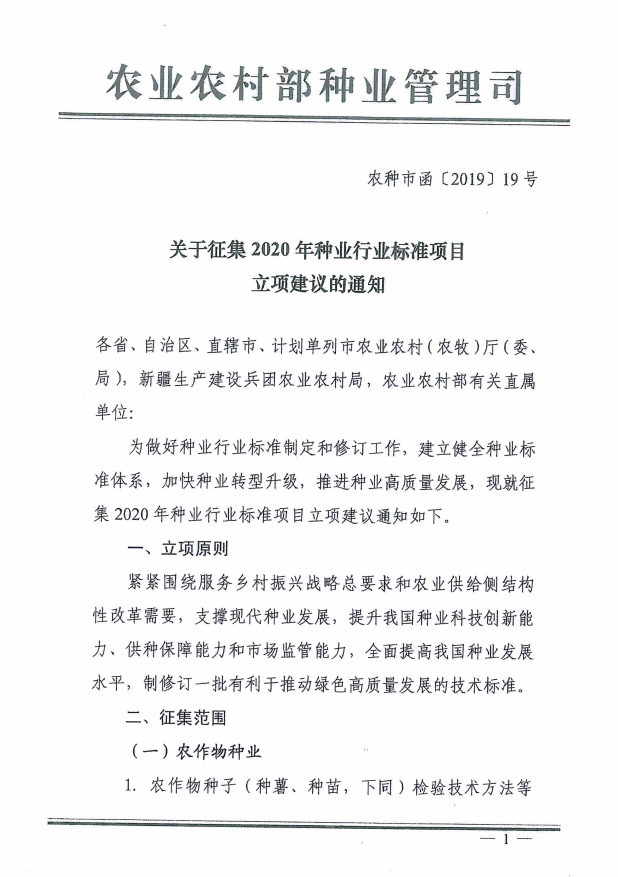 农业农村部种业管理司
农种市函〔2019〕19号
关于征集2020年种业行业标准项目
立项建议的通知
各省、自治区、直辖市、计划单列市农业农村(农牧)厅(委、
局),新疆生产建设兵团农业农村局,农业农村部有关直属
单位:
为做好种业行业标准制定和修订工作,建立健全种业标
准体系,加快种业转型升级,推进种业高质量发展,现就征
集2020年种业行业标准项目立项建议通知如下。
一、立项原则
紧紧围绕服务乡村振兴战略总要求和农业供给侧结构
性改革需要,支撑现代种业发展,提升我国种业科技创新能
力、供种保障能力和市场监管能力,全面提高我国种业发展
水平,制修订一批有利于推动绿色高质量发展的技术标准。
二、征集范围
(一)农作物种业
1. 农作物种子(种薯、种苗,下同)检验技术方法等
— 1 —